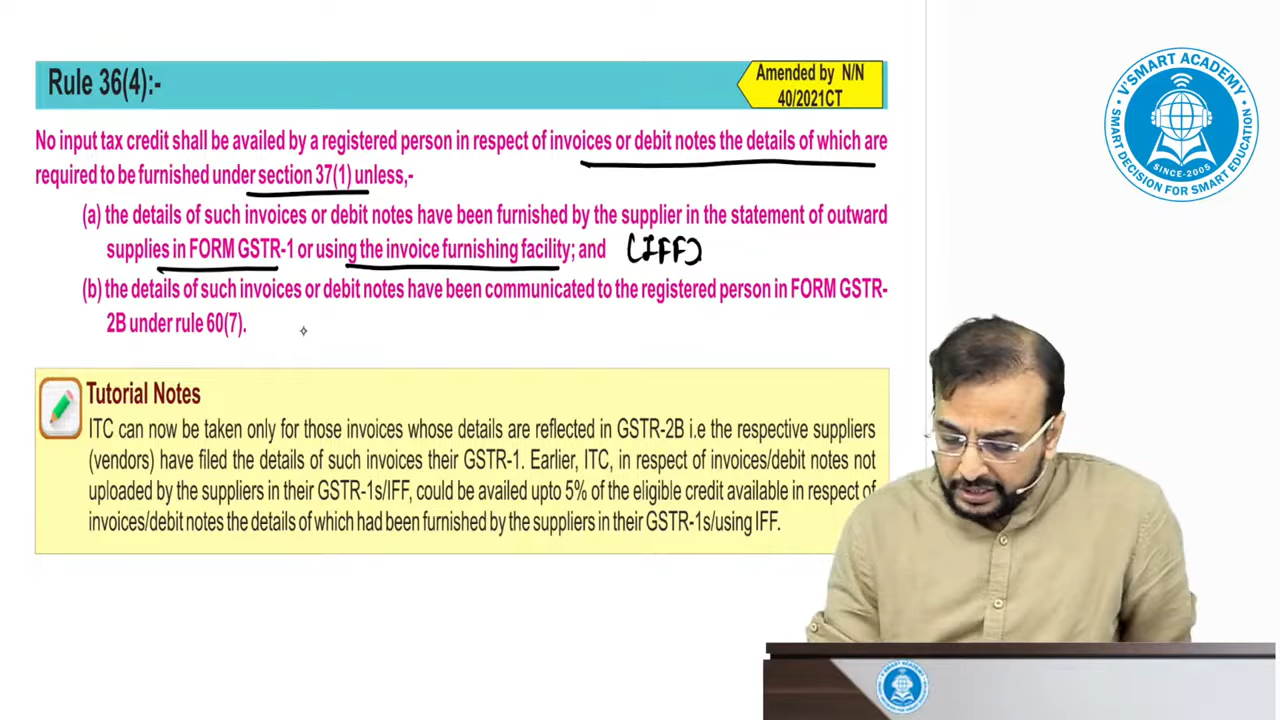 Rule 36(4):-
Amended by N/N
40/2021CT
No input tax credit shall be availed by a registered person in respect of invoices or debit notes the details of which are
required to be furnished under section 37(1) unless,-
(a) the details of such invoices or debit notes have been furnished by the supplier in the statement of outward
supplies in FORM GSTR-1 or using the invoice furnishing facility; and (IFF)
(b) the details of such invoices or debit notes have been communicated to the registered person in FORM GSTR-
2B under rule 60(7).
Tutorial Notes
ITC can now be taken only for those invoices whose details are reflected in GSTR-2B i.e the respective suppliers
(vendors) have filed the details of such invoices their GSTR-1. Earlier, ITC, in respect of invoices/debit notes not
uploaded by the suppliers in their GSTR-1s/IFF, could be availed upto 5% of the eligible credit available in respect of
invoices/debit notes the details of which had been furnished by the suppliers in their GSTR-1s/using IFF.
V'SMART ACADEMY
SINCE-2005
SMART DECISION FOR SMART EDUCATION